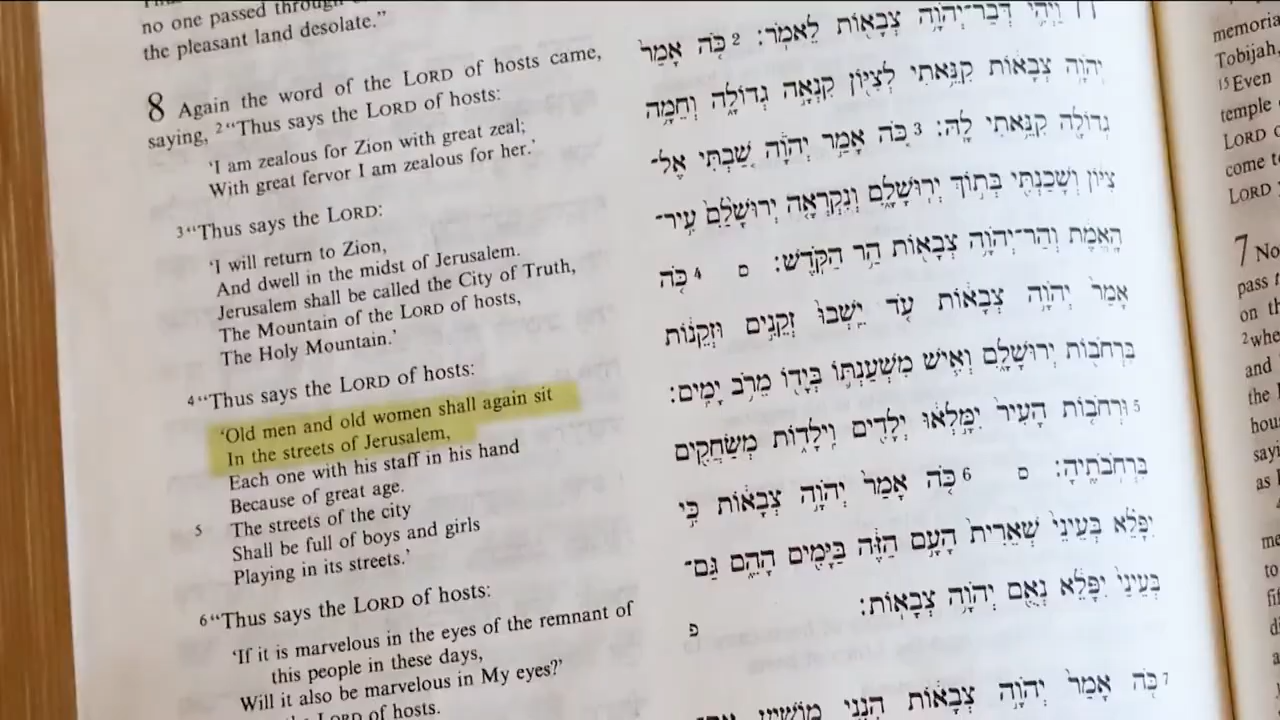 no one passed through
the pleasant land desolate.”
8 Again the word of the LORD of hosts came,
saying, 2“Thus says the LORD of hosts:
‘I am zealous for Zion with great zeal;
With great fervor I am zealous for her.’
3“Thus says the LORD:
‘I will return to Zion,
And dwell in the midst of Jerusalem.
Jerusalem shall be called the City of Truth,
The Mountain of the LORD of hosts,
The Holy Mountain.’
4“Thus says the LORD of hosts:
‘Old men and old women shall again sit
In the streets of Jerusalem,
Each one with his staff in his hand
Because of great age.
5 The streets of the city
Shall be full of boys and girls
Playing in its streets.’
6“Thus says the LORD of hosts:
‘If it is marvelous in the eyes of the remnant of
this people in these days,
Will it also be marvelous in My eyes?’
LORD of hosts.
וַיְהִי דְּבַר־יְהוָֹה צְבָאוֹת לֵאמֹר׃ 2 כֹּה אָמַר
יְהוָֹה צְבָאוֹת קִנֵּאתִי לְצִיּוֹן קִנְאָה גְדוֹלָה וְחֵמָה
גְדוֹלָה קִנֵּאתִי לָהּ׃ 3 כֹּה אָמַר יְהוָֹה שַׁבְתִּי אֶל־
צִיּוֹן וְשָׁכַנְתִּי בְּתוֹךְ יְרוּשָׁלִָם וְנִקְרְאָה יְרוּשָׁלִַם עִיר־
הָאֱמֶת וְהַר־יְהוָֹה צְבָאוֹת הַר הַקֹּדֶשׁ׃ ס 4 כֹּה
אָמַר יְהוָֹה צְבָאוֹת עֹד יֵשְׁבוּ זְקֵנִים וּזְקֵנוֹת
בִּרְחֹבוֹת יְרוּשָׁלִָם וְאִישׁ מִשְׁעַנְתּוֹ בְּיָדוֹ מֵרֹב יָמִים׃
5 וּרְחֹבוֹת הָעִיר יִמָּלְאוּ יְלָדִים וִילָדוֹת מְשַׂחֲקִים
בִּרְחֹבֹתֶיהָ׃ ס 6 כֹּה אָמַר יְהוָֹה צְבָאוֹת כִּי
יִפָּלֵא בְּעֵינֵי שְׁאֵרִית הָעָם הַזֶּה בַּיָּמִים הָהֵם גַּם־
בְּעֵינַי יִפָּלֵא נְאֻם יְהוָֹה צְבָאוֹת׃
פ
7 כֹּה אָמַר יְהוָֹה צְבָאוֹת הִנְנִי מוֹשִׁיעַ
Tobijah,
15 Even
temple
LORD
come
LORD
7 No
pass
on
2 whe
and
the